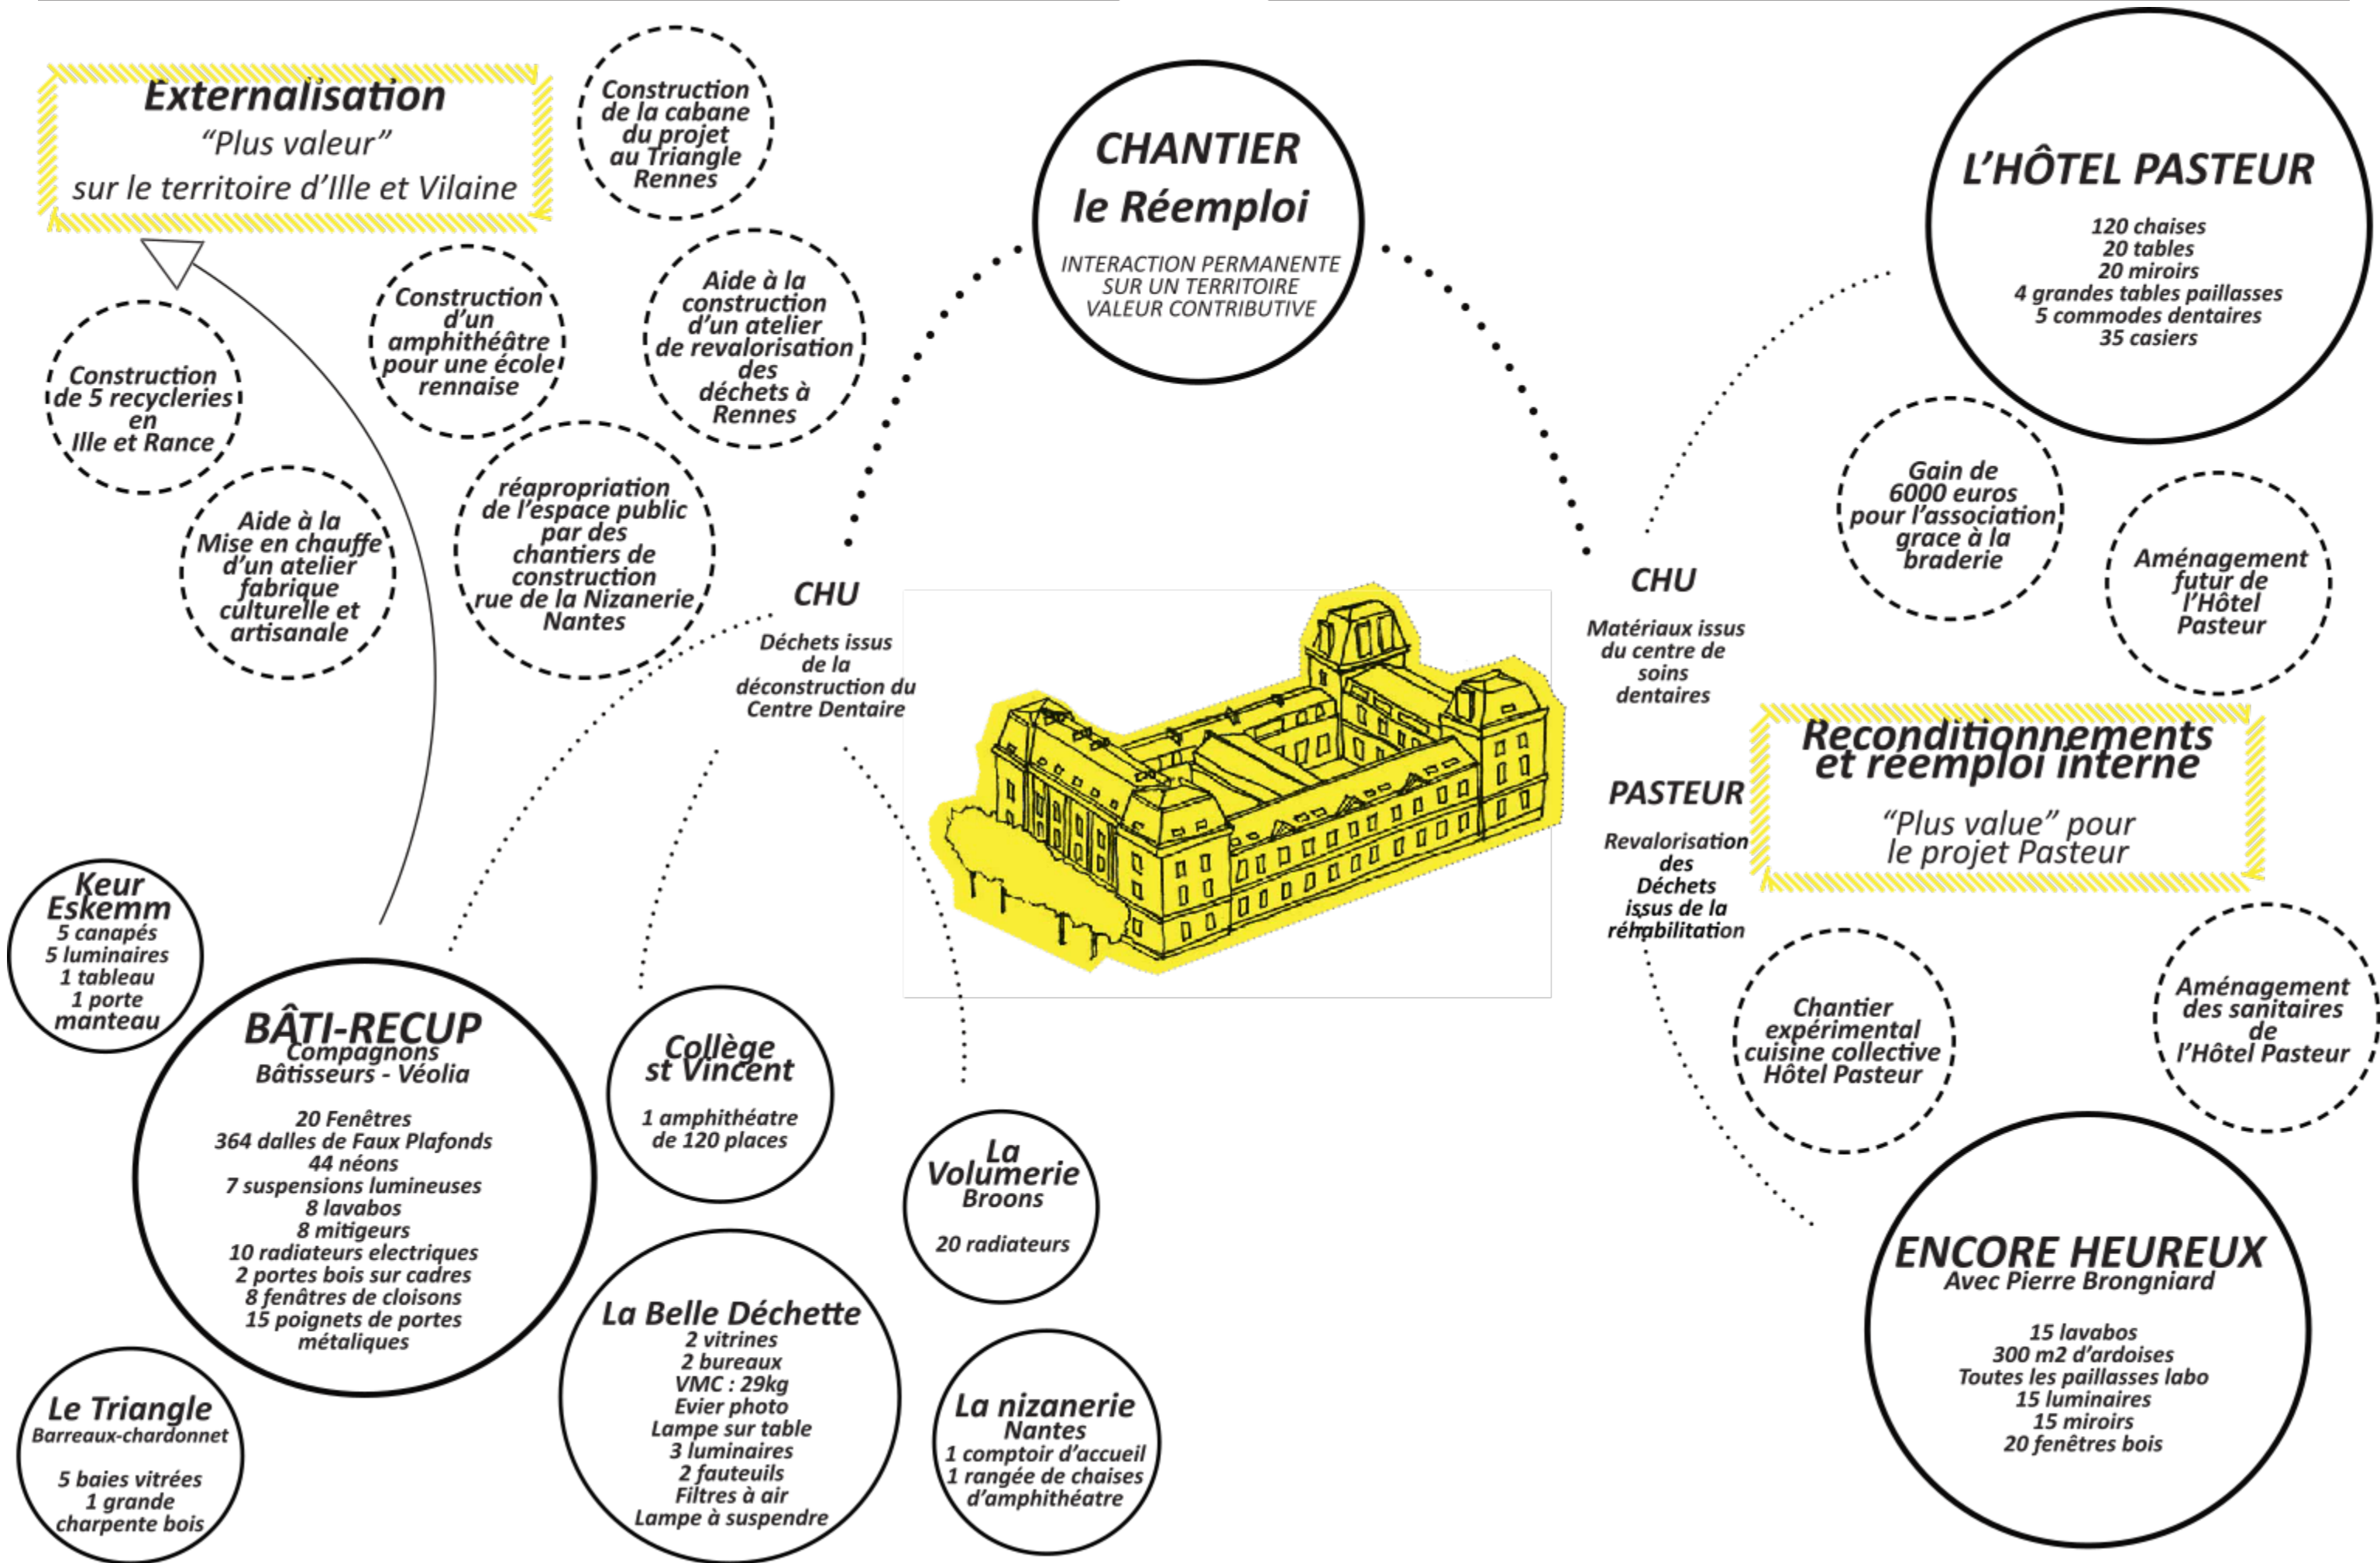 Externalisation
“Plus valeur”
sur le territoire d’Ille et Vilaine
Construction
de la cabane
du projet
au Triangle
Rennes
Construction
d’un
amphithéâtre
pour une école
rennaise
Aide à la
construction
d’un atelier
de revalorisation
des
déchets à
Rennes
Construction
de 5 recycleries
en
Ille et Rance
Aide à la
Mise en chauffe
d’un atelier
fabrique
culturelle et
artisanale
réapropriation
de l’espace public
par des
chantiers de
construction
rue de la Nizanerie
Nantes
CHANTIER
le Réemploi
INTERACTION PERMANENTE
SUR UN TERRITOIRE
VALEUR CONTRIBUTIVE
L’HÔTEL PASTEUR
120 chaises
20 tables
20 miroirs
4 grandes tables paillasses
5 commodes dentaires
35 casiers
Gain de
6000 euros
pour l’association
grace à la
braderie
Aménagement
futur de
l’Hôtel
Pasteur
CHU
Déchets issus
de la
déconstruction du
Centre Dentaire
CHU
Matériaux issus
du centre de
soins
dentaires
PASTEUR
Revalorisation
des
Déchets
issus de la
réhabilitation
Reconditionnements
et réemploi interne
“Plus value” pour
le projet Pasteur
Keur
Eskemm
5 canapés
5 luminaires
1 tableau
1 porte
manteau
BÂTI-RECUP
Compagnons
Bâtisseurs - Véolia
20 Fenêtres
364 dalles de Faux Plafonds
44 néons
7 suspensions lumineuses
8 lavabos
8 mitigeurs
10 radiateurs electriques
2 portes bois sur cadres
8 fenâtres de cloisons
15 poignets de portes
métaliques
Le Triangle
Barreaux-chardonnet
5 baies vitrées
1 grande
charpente bois
Collège
st Vincent
1 amphithéatre
de 120 places
La Belle Déchette
2 vitrines
2 bureaux
VMC : 29kg
Evier photo
Lampe sur table
3 luminaires
2 fauteuils
Filtres à air
Lampe à suspendre
La
Volumerie
Broons
20 radiateurs
La nizanerie
Nantes
1 comptoir d’accueil
1 rangée de chaises
d’amphithéatre
Chantier
expérimental
cuisine collective
Hôtel Pasteur
Aménagement
des sanitaires
de
l’Hôtel Pasteur
ENCORE HEUREUX
Avec Pierre Brongniard
15 lavabos
300 m2 d’ardoises
Toutes les paillasses labo
15 luminaires
15 miroirs
20 fenêtres bois